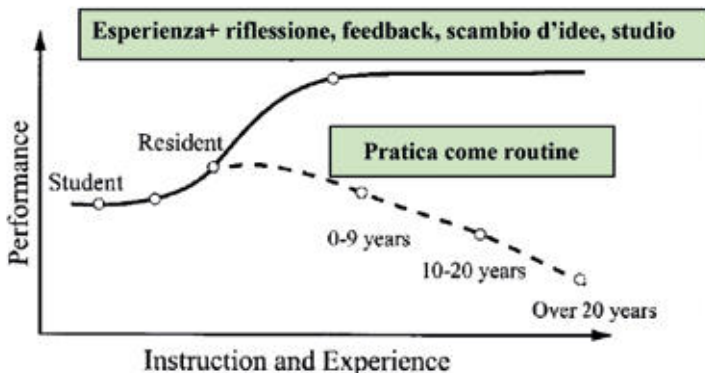 Esperienza+ riflessione, feedback, scambio d'idee, studio
Resident
Pratica come routine
Student
Performance
0-9 years
10-20 years
Over 20 years
Instruction and Experience